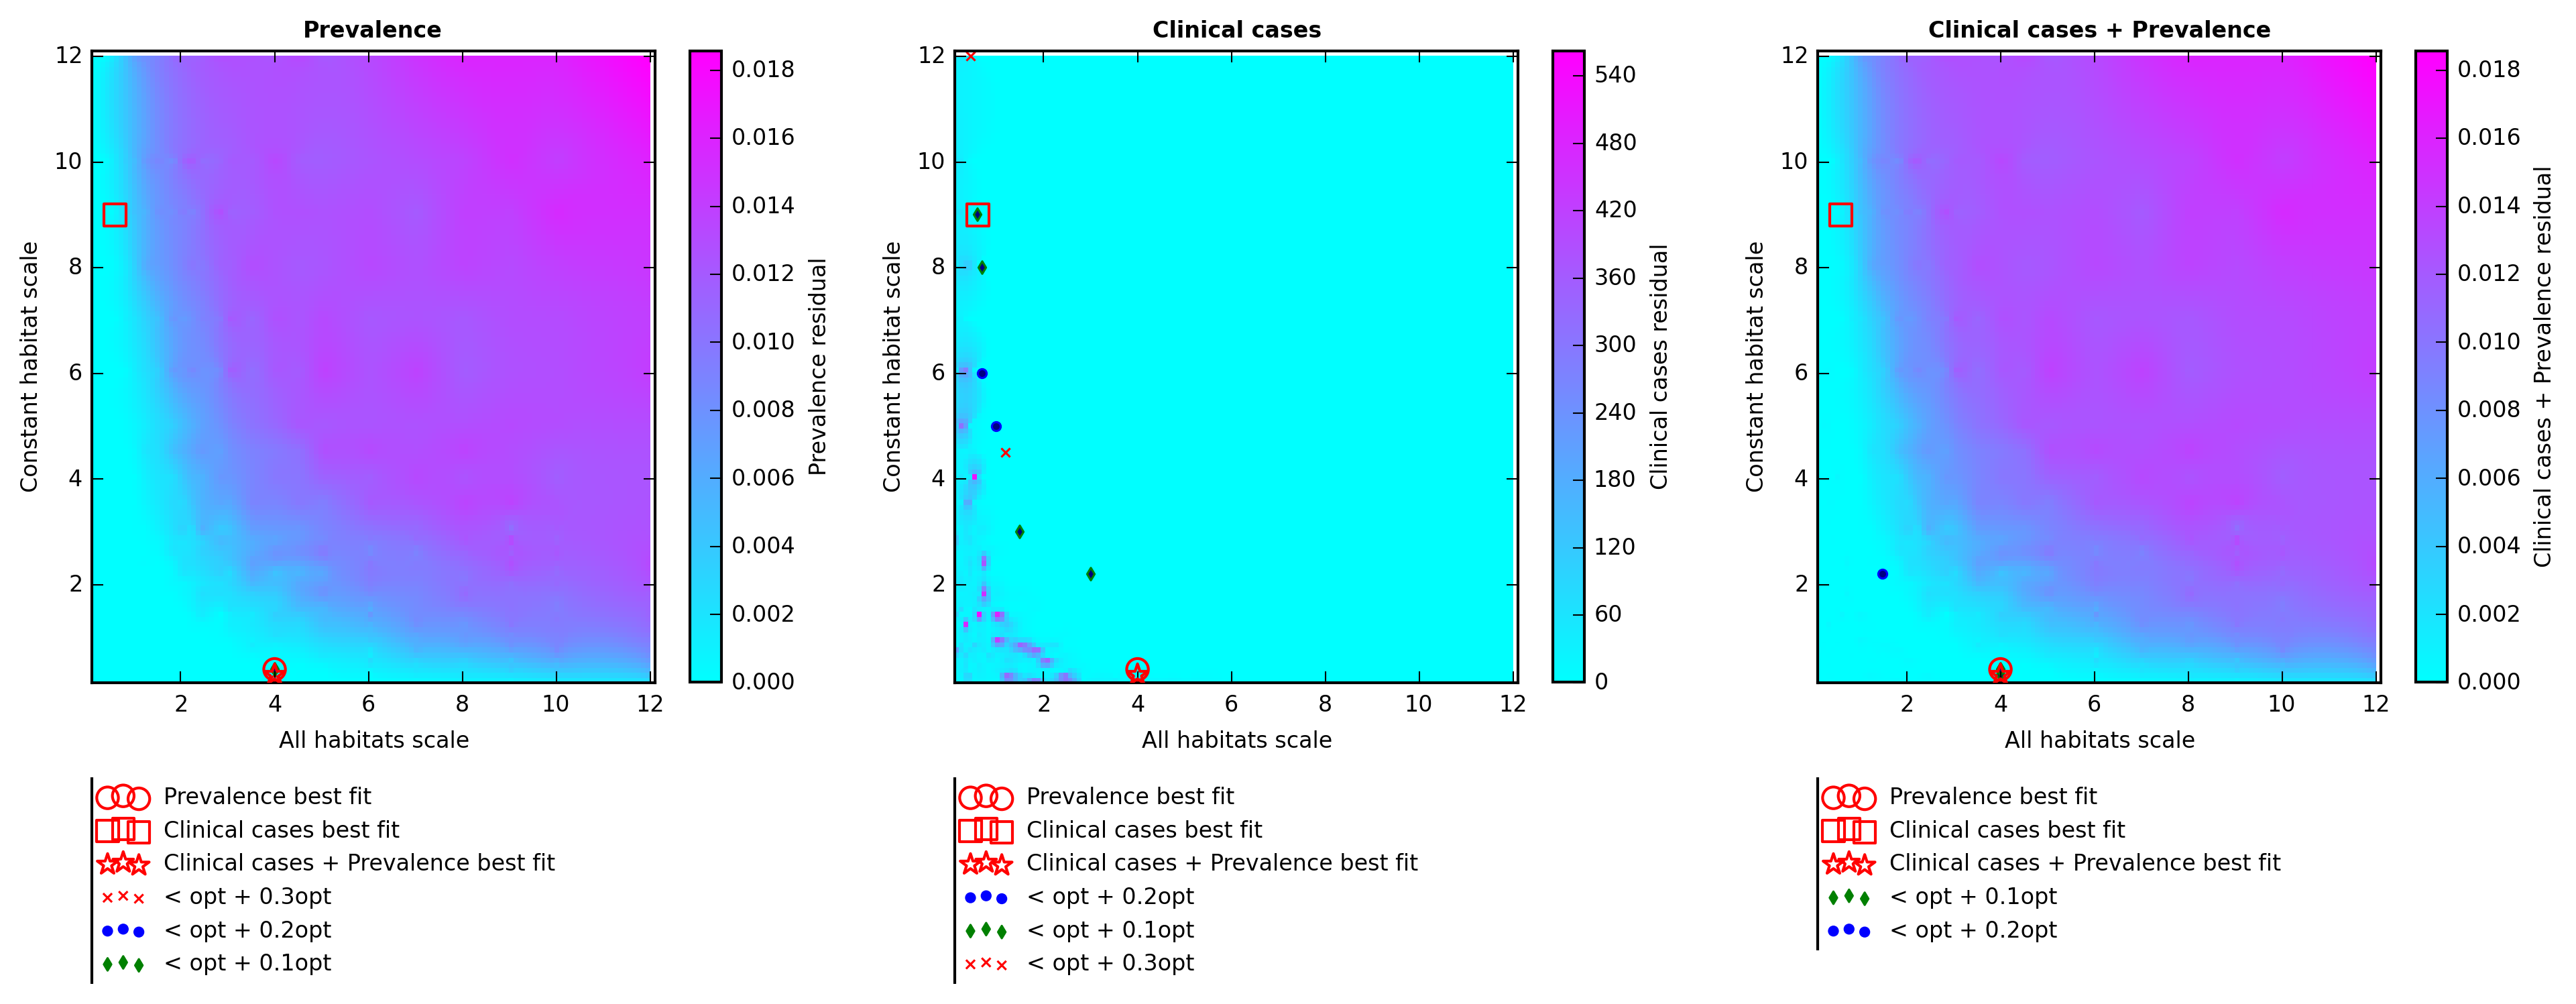 Prevalence
12
10
8
6
4
2
2
4
6
8
10
12
Constant habitat scale
All habitats scale
0.018
0.016
0.014
0.012
0.010
0.008
0.006
0.004
0.002
0.000
Prevalence residual
Prevalence best fit
Clinical cases best fit
Clinical cases + Prevalence best fit
< opt + 0.3opt
< opt + 0.2opt
< opt + 0.1opt
Clinical cases
12
10
8
6
4
2
2
4
6
8
10
12
Constant habitat scale
All habitats scale
540
480
420
360
300
240
180
120
60
0
Clinical cases residual
Prevalence best fit
Clinical cases best fit
Clinical cases + Prevalence best fit
< opt + 0.2opt
< opt + 0.1opt
< opt + 0.3opt
Clinical cases + Prevalence
12
10
8
6
4
2
2
4
6
8
10
12
Constant habitat scale
All habitats scale
0.018
0.016
0.014
0.012
0.010
0.008
0.006
0.004
0.002
0.000
Clinical cases + Prevalence residual
Prevalence best fit
Clinical cases best fit
Clinical cases + Prevalence best fit
< opt + 0.1opt
< opt + 0.2opt